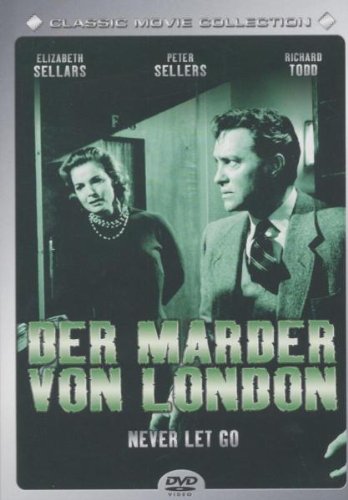 CLASSIC MOVIE COLLECTION
ELIZABETH SELLARS
PETER SELLERS
RICHARD TODD
DER MARDER
VON LONDON
NEVER LET GO
DVD
VIDEO